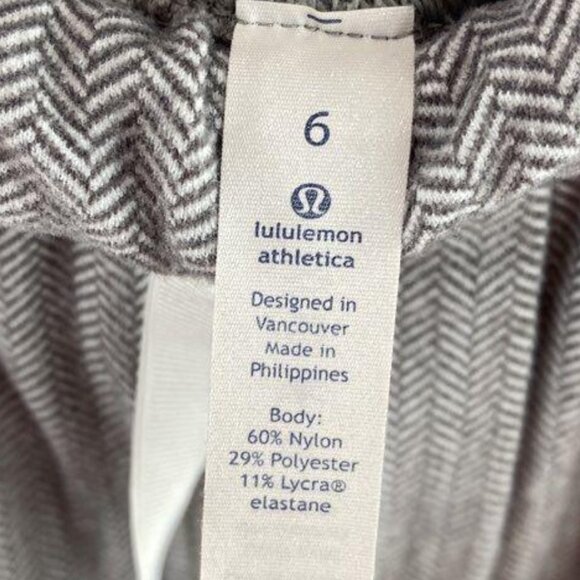 6
lululemon
athletica
Designed in
Vancouver
Made in
Philippines
Body:
60% Nylon
29% Polyester
11% Lycra®
elastane